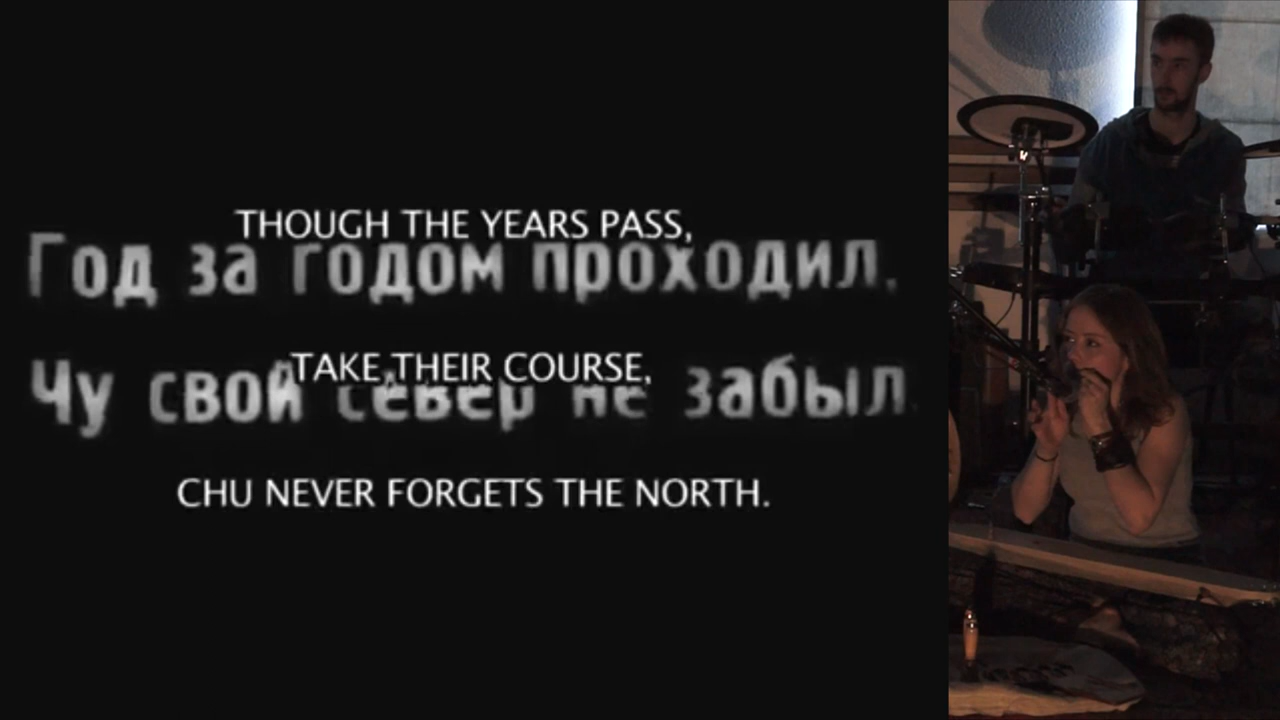 THOUGH THE YEARS PASS,
Год за годом проходил,
TAKE THEIR COURSE,
Чу свой север не забыл.
CHU NEVER FORGETS THE NORTH.